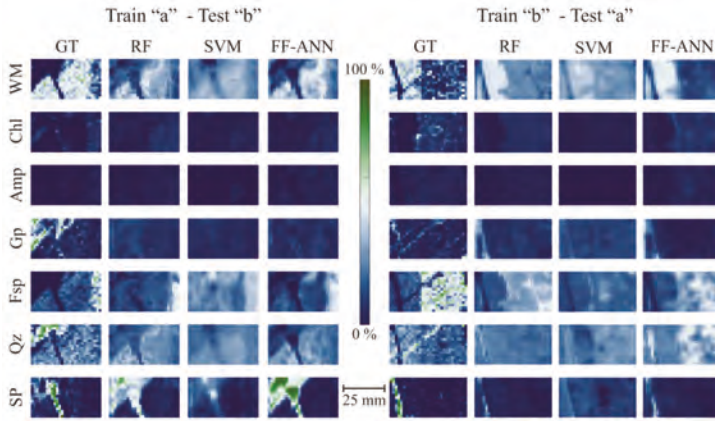 Train "a" - Test "b"
Train "b" - Test "a"
GT RF SVM FF-ANN
GT RF SVM FF-ANN
100 %
WM
Chl
Amp
Gp
Fsp
0 %
Qz
SP
25 mm